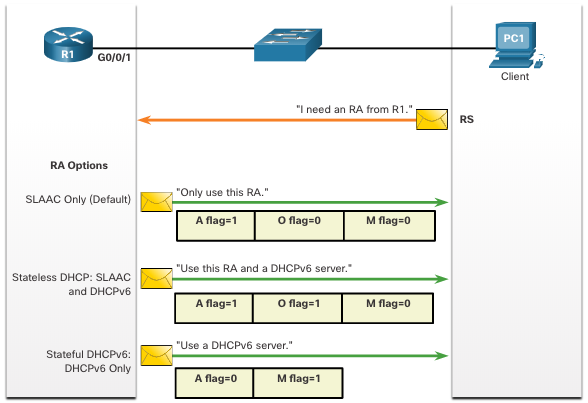 R1
G0/0/1
PC1
Client
"I need an RA from R1."
RS
RA Options
SLAAC Only (Default)
"Only use this RA."
A flag=1 O flag=0 M flag=0
Stateless DHCP: SLAAC
and DHCPv6
"Use this RA and a DHCPv6 server."
A flag=1 O flag=1 M flag=0
Stateful DHCPv6:
DHCPv6 Only
"Use a DHCPv6 server."
A flag=0 M flag=1